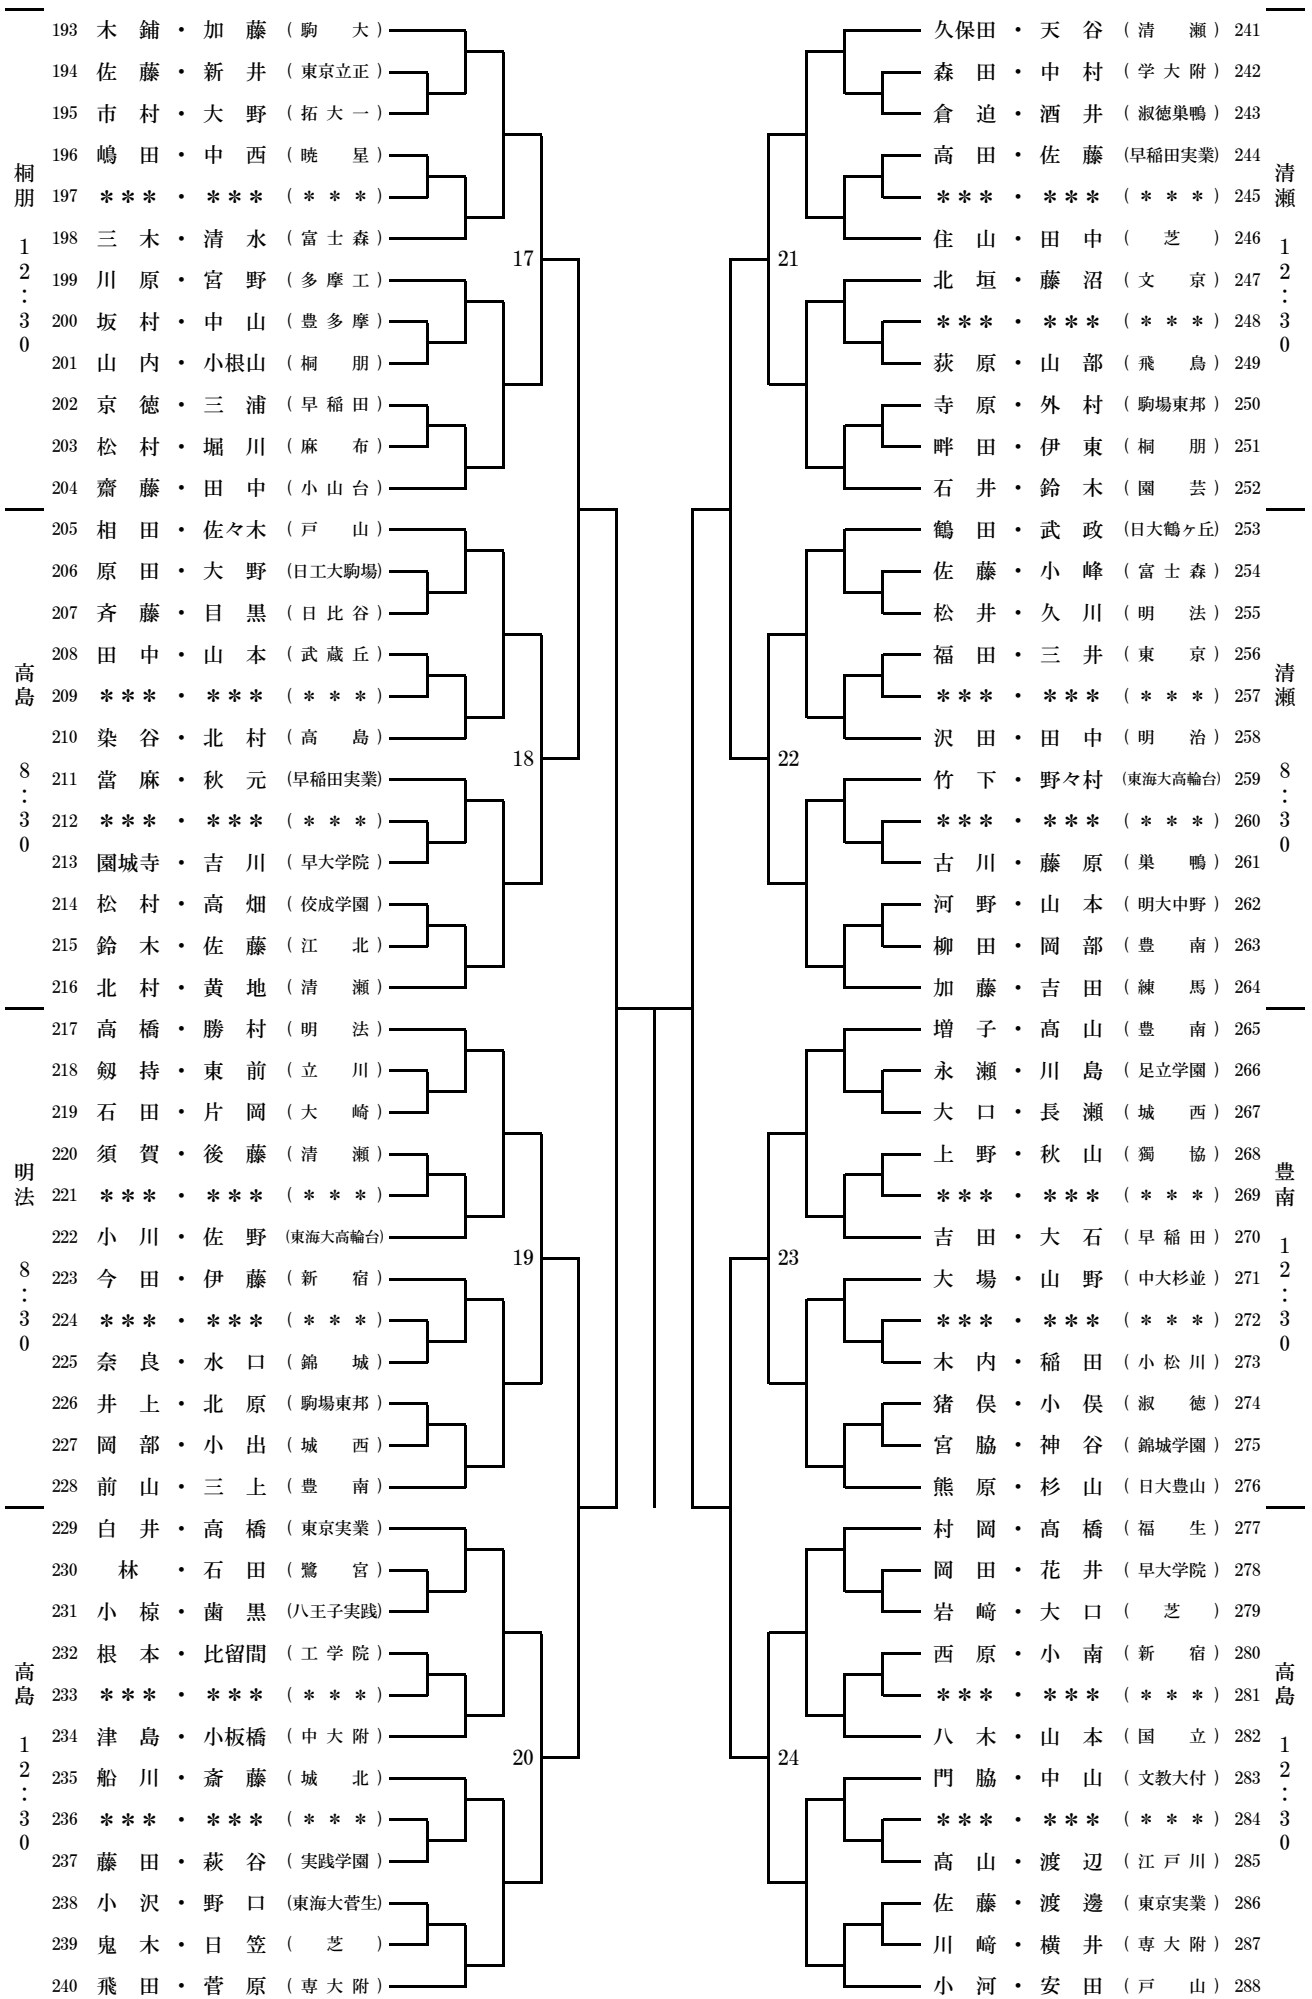 桐朋 12:30
193 木鋪・加藤 (駒大)
194 佐藤・新井 (東京立正)
195 市村・大野 (拓大一)
196 嶋田・中西 (暁星)
197 ***・*** (***)
198 三木・清水 (富士森)
199 川原・宮野 (多摩工)
200 坂村・中山 (豊多摩)
201 山内・小根山 (桐朋)
202 京徳・三浦 (早稲田)
203 松村・堀川 (麻布)
204 齋藤・田中 (小山台)
17
高島 8:30
205 相田・佐々木 (戸山)
206 原田・大野 (日工大駒場)
207 斉藤・目黒 (日比谷)
208 田中・山本 (武蔵丘)
209 ***・*** (***)
210 染谷・北村 (高島)
211 當麻・秋元 (早稲田実業)
212 ***・*** (***)
213 園城寺・吉川 (早大学院)
214 松村・高畑 (佼成学園)
215 鈴木・佐藤 (江北)
216 北村・黄地 (清瀬)
18
明法 8:30
217 高橋・勝村 (明法)
218 剱持・東前 (立川)
219 石田・片岡 (大崎)
220 須賀・後藤 (清瀬)
221 ***・*** (***)
222 小川・佐野 (東海大高輪台)
223 今田・伊藤 (新宿)
224 ***・*** (***)
225 奈良・水口 (錦城)
226 井上・北原 (駒場東邦)
227 岡部・小出 (城西)
228 前山・三上 (豊南)
19
高島 12:30
229 白井・高橋 (東京実業)
230 林・石田 (鷺宮)
231 小椋・歯黒 (八王子実践)
232 根本・比留間 (工学院)
233 ***・*** (***)
234 津島・小板橋 (中大附)
235 船川・斎藤 (城北)
236 ***・*** (***)
237 藤田・萩谷 (実践学園)
238 小沢・野口 (東海大菅生)
239 鬼木・日笠 (芝)
240 飛田・菅原 (専大附)
20
清瀬 12:30
久保田・天谷 (清瀬) 241
森田・中村 (学大附) 242
倉迫・酒井 (淑徳巣鴨) 243
高田・佐藤 (早稲田実業) 244
***・*** (***) 245
住山・田中 (芝) 246
北垣・藤沼 (文京) 247
***・*** (***) 248
荻原・山部 (飛鳥) 249
寺原・外村 (駒場東邦) 250
畔田・伊東 (桐朋) 251
石井・鈴木 (園芸) 252
21
清瀬 8:30
鶴田・武政 (日大鶴ヶ丘) 253
佐藤・小峰 (富士森) 254
松井・久川 (明法) 255
福田・三井 (東京) 256
***・*** (***) 257
沢田・田中 (明治) 258
竹下・野々村 (東海大高輪台) 259
***・*** (***) 260
古川・藤原 (巣鴨) 261
河野・山本 (明大中野) 262
柳田・岡部 (豊南) 263
加藤・吉田 (練馬) 264
22
豊南 12:30
増子・髙山 (豊南) 265
永瀬・川島 (足立学園) 266
大口・長瀬 (城西) 267
上野・秋山 (獨協) 268
***・*** (***) 269
吉田・大石 (早稲田) 270
大場・山野 (中大杉並) 271
***・*** (***) 272
木内・稲田 (小松川) 273
猪俣・小俣 (淑徳) 274
宮脇・神谷 (錦城学園) 275
熊原・杉山 (日大豊山) 276
23
高島 12:30
村岡・髙橋 (福生) 277
岡田・花井 (早大学院) 278
岩﨑・大口 (芝) 279
西原・小南 (新宿) 280
***・*** (***) 281
八木・山本 (国立) 282
門脇・中山 (文教大付) 283
***・*** (***) 284
髙山・渡辺 (江戸川) 285
佐藤・渡邊 (東京実業) 286
川﨑・横井 (専大附) 287
小河・安田 (戸山) 288
24